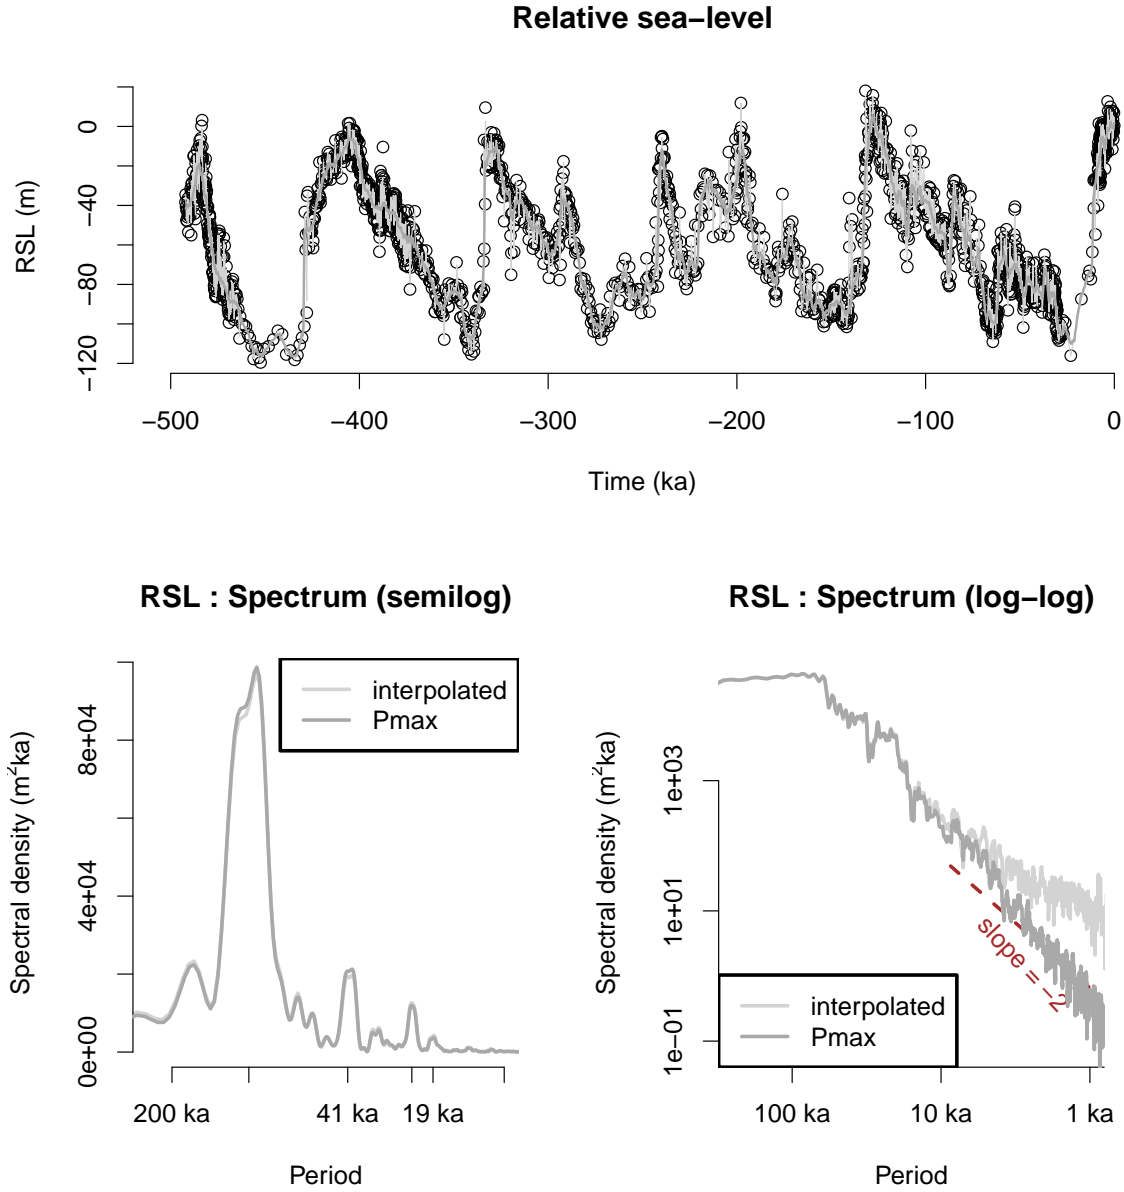 Relative sea−level
RSL (m)
0
−40
−80
−120
−500
−400
−300
−200
−100
0
Time (ka)
RSL : Spectrum (semilog)
Spectral density (m²ka)
8e+04
4e+04
0e+00
interpolated
Pmax
200 ka
41 ka
19 ka
Period
RSL : Spectrum (log−log)
Spectral density (m²ka)
1e+03
1e+01
1e−01
slope = −2
interpolated
Pmax
100 ka
10 ka
1 ka
Period